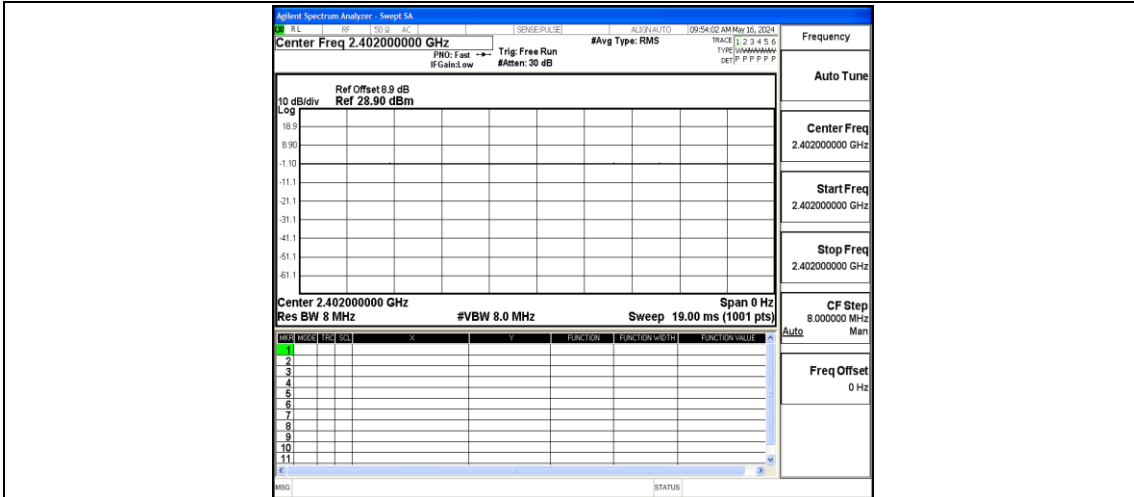 Agilent Spectrum Analyzer - Swept SA
RL RF 50 Ω AC SENSE:PULSE ALIGN AUTO 09:54:02 AM May 16, 2024
Center Freq 2.402000000 GHz
#Avg Type: RMS
TRACE 1 2 3 4 5 6
PNO: Fast
Trig: Free Run
TYPE
IFGain:Low
#Atten: 30 dB
DET P P P P P P
Ref Offset 8.9 dB
10 dB/div Ref 28.90 dBm
Log
18.9
8.90
-1.10
-11.1
-21.1
-31.1
-41.1
-51.1
-61.1
Center 2.402000000 GHz Span 0 Hz
Res BW 8 MHz #VBW 8.0 MHz Sweep 19.00 ms (1001 pts)
MKR MODE TRC SCL X Y FUNCTION FUNCTION WIDTH FUNCTION VALUE
1
2
3
4
5
6
7
8
9
10
11
MSG STATUS
Frequency
Auto Tune
Center Freq
2.402000000 GHz
Start Freq
2.402000000 GHz
Stop Freq
2.402000000 GHz
CF Step
8.000000 MHz
Auto Man
Freq Offset
0 Hz